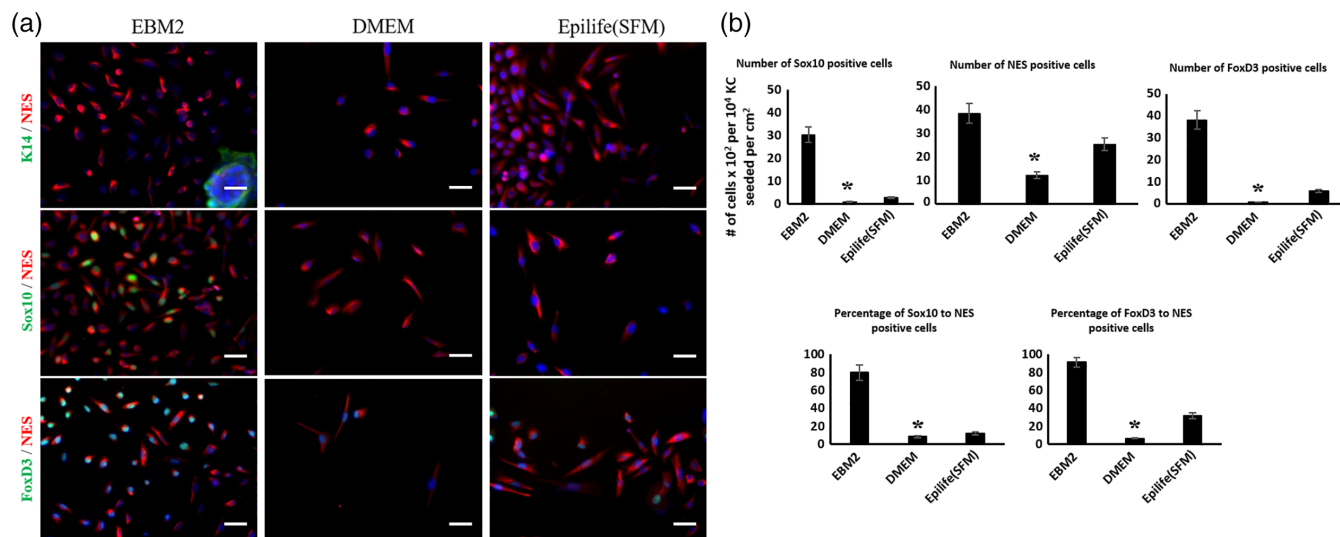 (a)
EBM2
DMEM
Epilife(SFM)
K14 / NES
Sox10 / NES
FoxD3 / NES
(b)
# of cells x 10² per 10⁴ KC
seeded per cm²
Number of Sox10 positive cells
50
40
30
20
10
0
*
EBM2
DMEM
Epilife(SFM)
Number of NES positive cells
50
40
30
20
10
0
*
EBM2
DMEM
Epilife(SFM)
Number of FoxD3 positive cells
50
40
30
20
10
0
*
EBM2
DMEM
Epilife(SFM)
Percentage of Sox10 to NES
positive cells
100
80
60
40
20
0
*
EBM2
DMEM
Epilife(SFM)
Percentage of FoxD3 to NES
positive cells
100
80
60
40
20
0
*
EBM2
DMEM
Epilife(SFM)